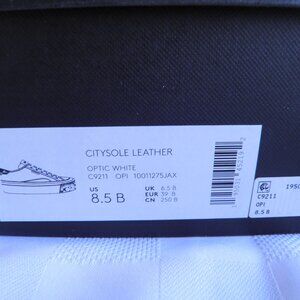 CITYSOLE LEATHER
OPTIC WHITE
C9211 OPI 10011275JAX
US
8.5 B
UK 6.5 B
EUR 39 B
CN 250 B
C9211
OPI
8.5 B